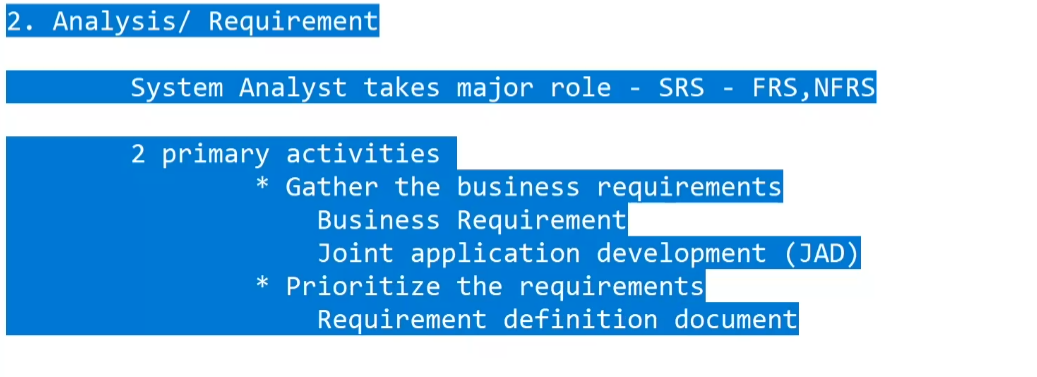 2. Analysis/ Requirement
System Analyst takes major role - SRS - FRS,NFRS
2 primary activities
* Gather the business requirements
Business Requirement
Joint application development (JAD)
* Prioritize the requirements
Requirement definition document